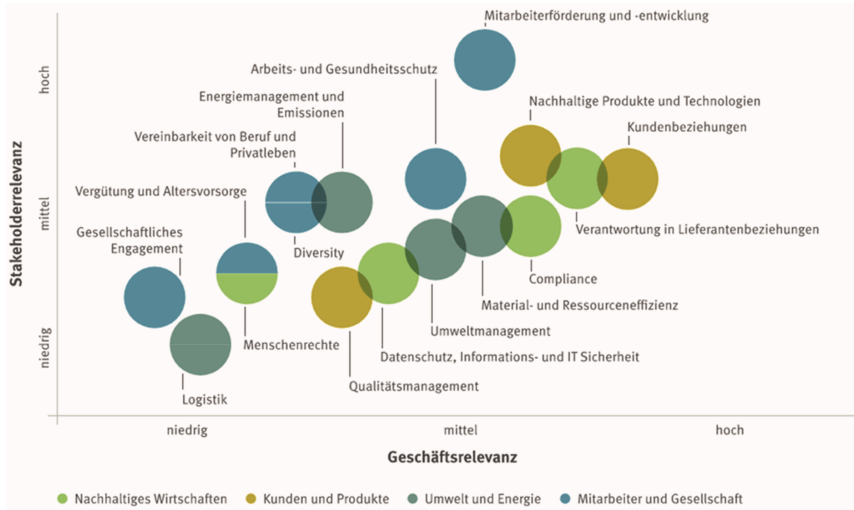 Mitarbeiterförderung und -entwicklung
Arbeits- und Gesundheitsschutz
hoch
Energiemanagement und
Emissionen
Nachhaltige Produkte und Technologien
Kundenbeziehungen
Vereinbarkeit von Beruf und
Privatleben
Vergütung und Altersvorsorge
Stakeholderrelevanz
mittel
Gesellschaftliches
Engagement
Diversity
Verantwortung in Lieferantenbeziehungen
Compliance
Material- und Ressourceneffizienz
Umweltmanagement
niedrig
Menschenrechte
Datenschutz, Informations- und IT Sicherheit
Qualitätsmanagement
Logistik
niedrig
mittel
hoch
Geschäftsrelevanz
Nachhaltiges Wirtschaften
Kunden und Produkte
Umwelt und Energie
Mitarbeiter und Gesellschaft